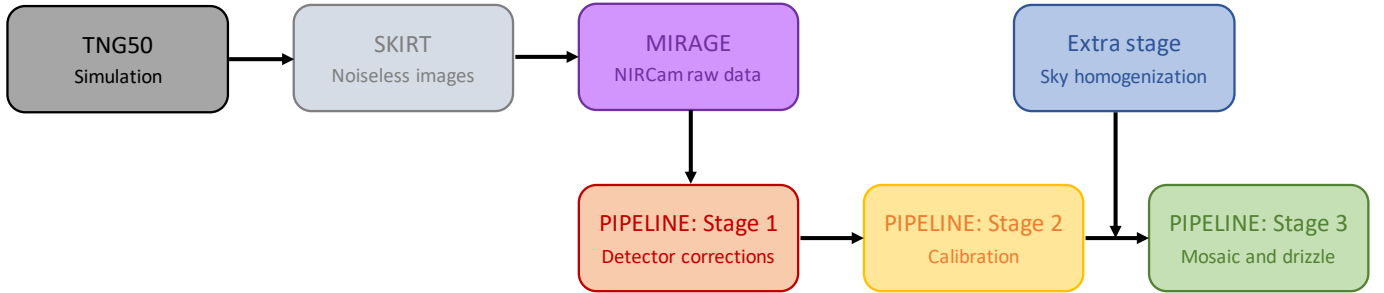 TNG50
Simulation
SKIRT
Noiseless images
MIRAGE
NIRCam raw data
Extra stage
Sky homogenization
PIPELINE: Stage 1
Detector corrections
PIPELINE: Stage 2
Calibration
PIPELINE: Stage 3
Mosaic and drizzle